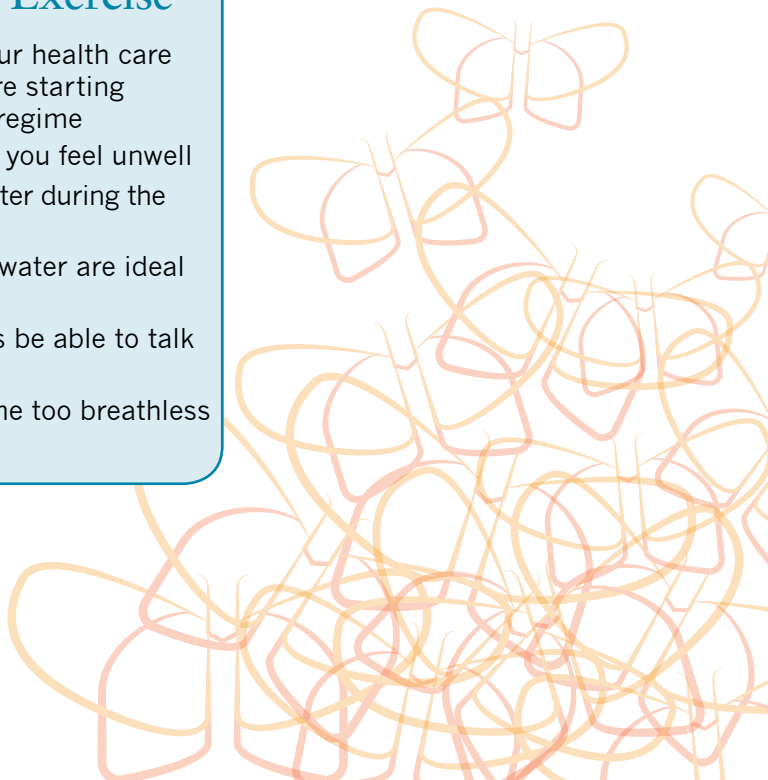 Exercise
ur health care
re starting
regime
you feel unwell
ter during the
water are ideal
s be able to talk
ne too breathless